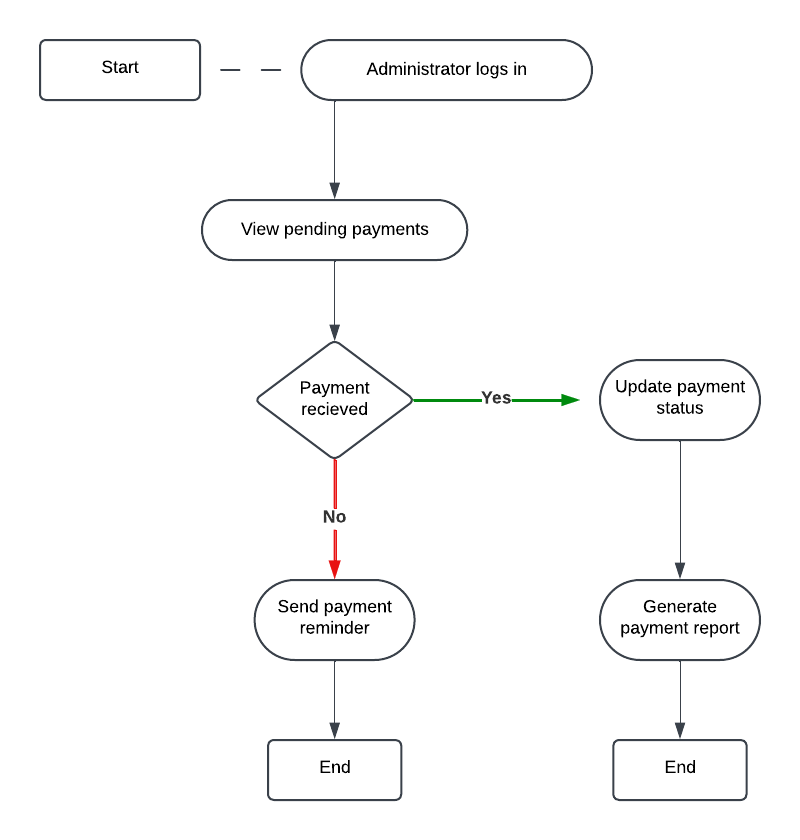 Start
Administrator logs in
View pending payments
Payment
recieved
Yes
Update payment
status
No
Send payment
reminder
Generate
payment report
End
End